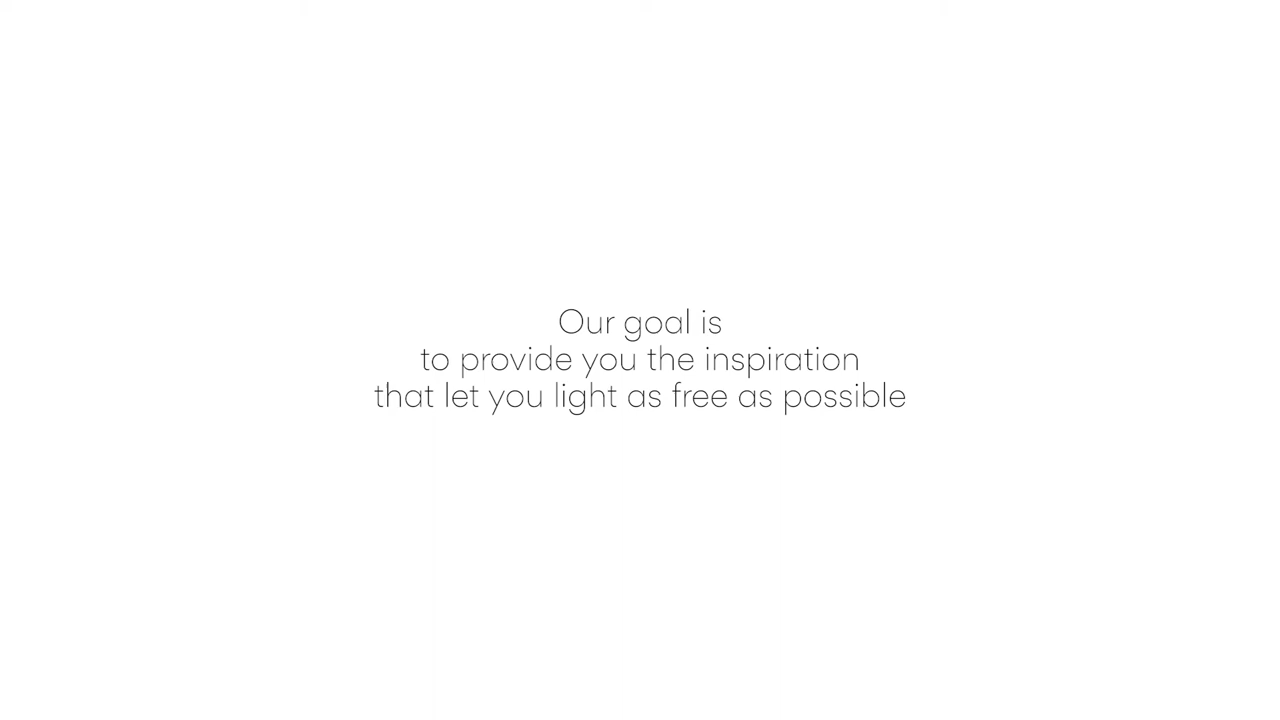 Our goal is
to provide you the inspiration
that let you light as free as possible